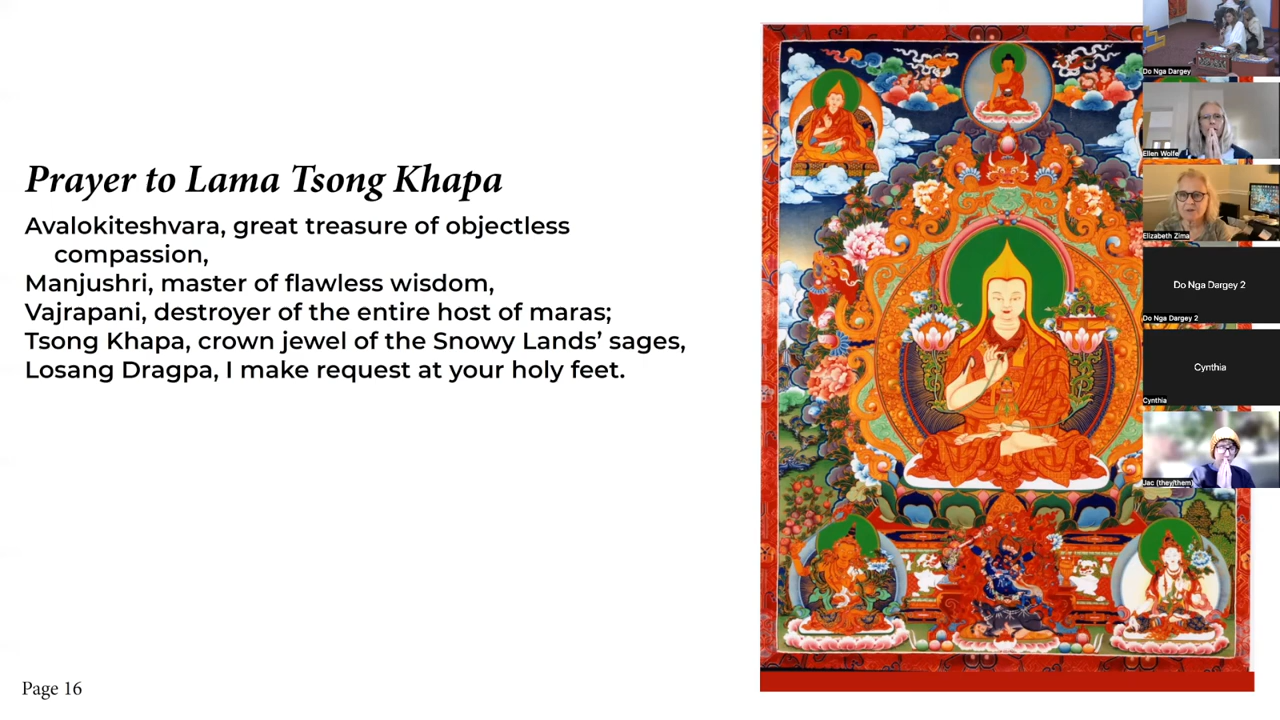 Prayer to Lama Tsong Khapa
Avalokiteshvara, great treasure of objectless
compassion,
Manjushri, master of flawless wisdom,
Vajrapani, destroyer of the entire host of maras;
Tsong Khapa, crown jewel of the Snowy Lands’ sages,
Losang Dragpa, I make request at your holy feet.
Page 16
Do Nga Dargey
Ellen Wolfe
Elizabeth Zima
Do Nga Dargey 2
Do Nga Dargey 2
Cynthia
Cynthia
Jac (they/them)